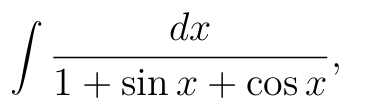 ∫ dx / (1 + sin x + cos x),